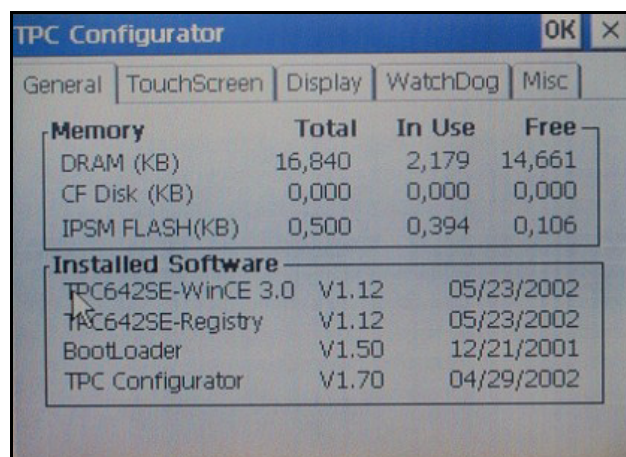 TPC Configurator OK ×
General TouchScreen Display WatchDog Misc
Memory Total In Use Free
DRAM (KB) 16,840 2,179 14,661
CF Disk (KB) 0,000 0,000 0,000
IPSM FLASH(KB) 0,500 0,394 0,106
Installed Software
TPC642SE-WinCE 3.0 V1.12 05/23/2002
TPC642SE-Registry V1.12 05/23/2002
BootLoader V1.50 12/21/2001
TPC Configurator V1.70 04/29/2002